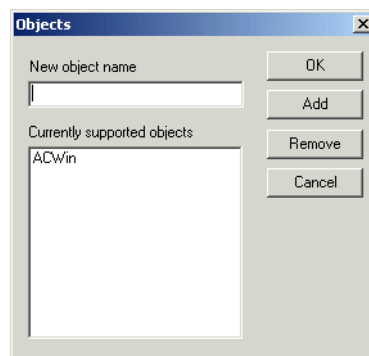 Objects
New object name
OK
Add
Currently supported objects
Remove
ACWin
Cancel